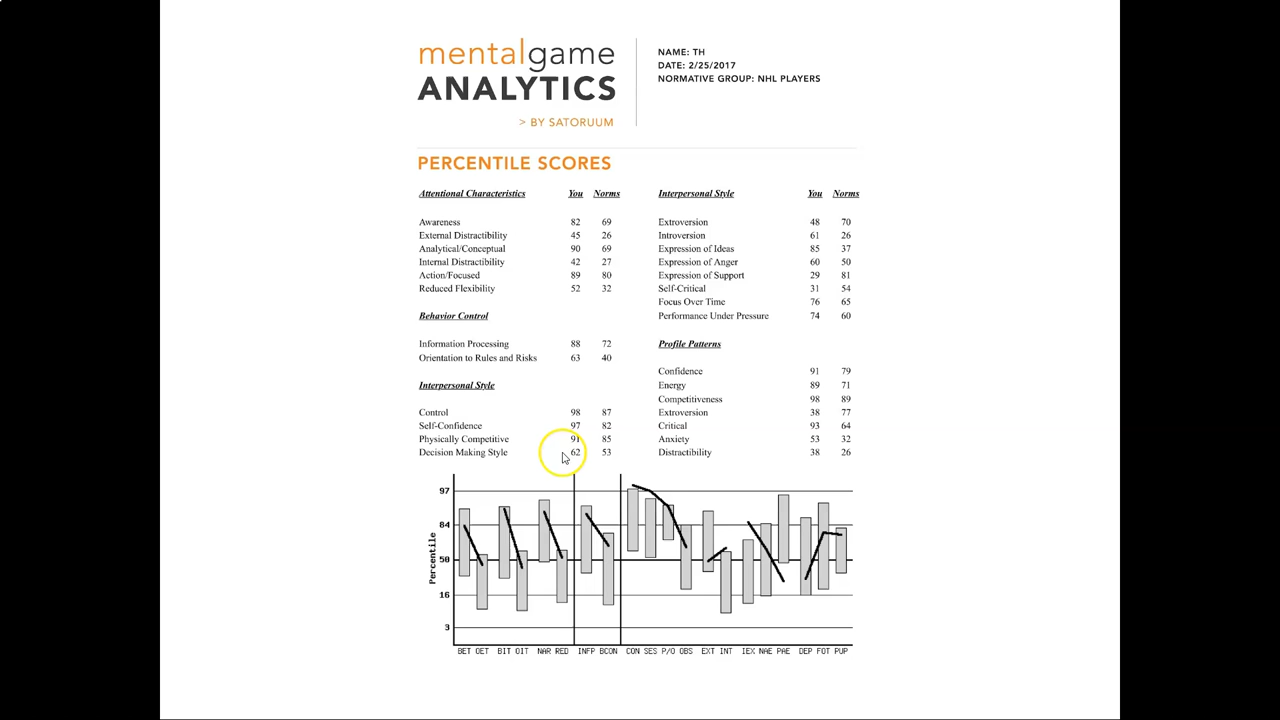 mentalgame
ANALYTICS
> BY SATORUUM
NAME: TH
DATE: 2/25/2017
NORMATIVE GROUP: NHL PLAYERS
PERCENTILE SCORES
Attentional Characteristics You Norms
Awareness 82 69
External Distractibility 45 26
Analytical/Conceptual 90 69
Internal Distractibility 42 27
Action/Focused 89 80
Reduced Flexibility 52 32
Behavior Control
Information Processing 88 72
Orientation to Rules and Risks 63 40
Interpersonal Style
Control 98 87
Self-Confidence 97 82
Physically Competitive 91 85
Decision Making Style 62 53
Interpersonal Style You Norms
Extroversion 48 70
Introversion 61 26
Expression of Ideas 85 37
Expression of Anger 60 50
Expression of Support 29 81
Self-Critical 31 54
Focus Over Time 76 65
Performance Under Pressure 74 60
Profile Patterns
Confidence 91 79
Energy 89 71
Competitiveness 98 89
Extroversion 38 77
Critical 93 64
Anxiety 53 32
Distractibility 38 26
Percentile
97
84
50
16
3
BET OET BIT OIT NAR RED INFP BCON CON SES P/O OBS EXT INT IEX NAE PAE DEP FOT PUP